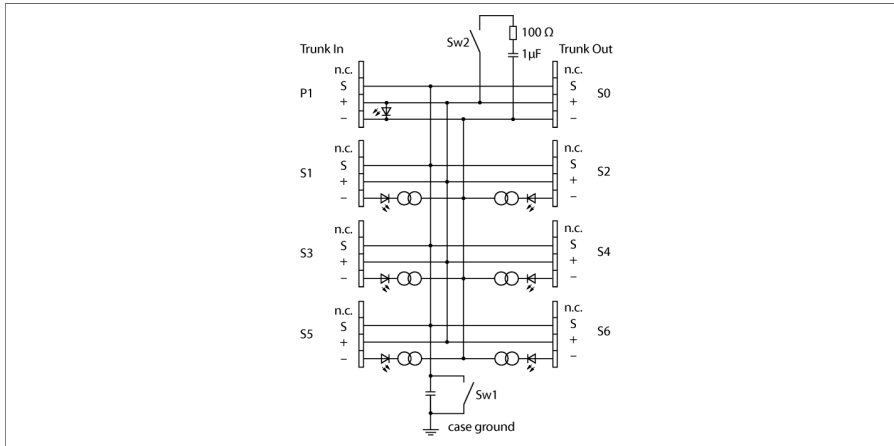 100 Ω
Sw2
1µF
Trunk In
Trunk Out
n.c.
n.c.
S
S
P1
S0
+
+
–
–
n.c.
n.c.
S
S
S1
S2
+
+
–
–
n.c.
n.c.
S
S
S3
S4
+
+
–
–
n.c.
n.c.
S
S
S5
S6
+
+
–
–
Sw1
case ground